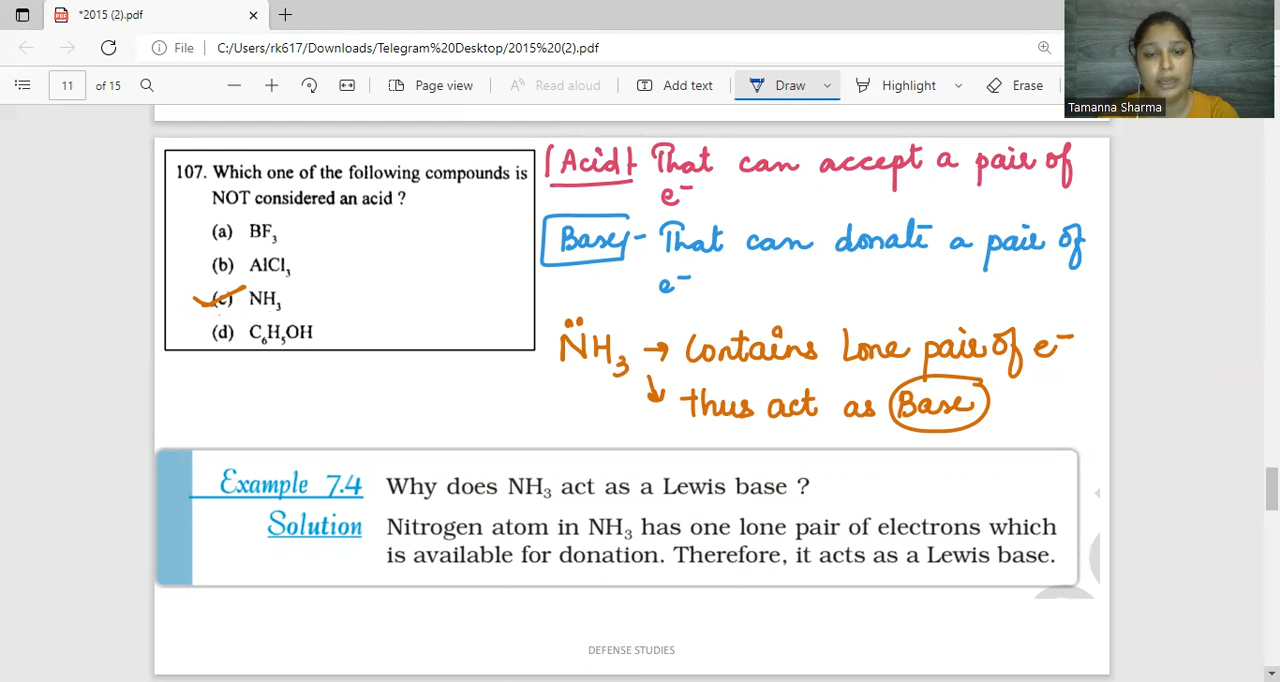 *2015 (2).pdf
File C:/Users/rk617/Downloads/Telegram%20Desktop/2015%20(2).pdf
11 of 15 Page view Read aloud Add text Draw Highlight Erase
Tamanna Sharma
107. Which one of the following compounds is
NOT considered an acid ?
(a) BF₃
(b) AlCl₃
(c) NH₃
(d) C₆H₅OH
Acid - That can accept a pair of
e⁻
Base - That can donate a pair of
e⁻
N̈H₃ → Contains lone pair of e⁻
↓ thus act as Base
Example 7.4 Why does NH₃ act as a Lewis base ?
Solution Nitrogen atom in NH₃ has one lone pair of electrons which
is available for donation. Therefore, it acts as a Lewis base.
DEFENSE STUDIES